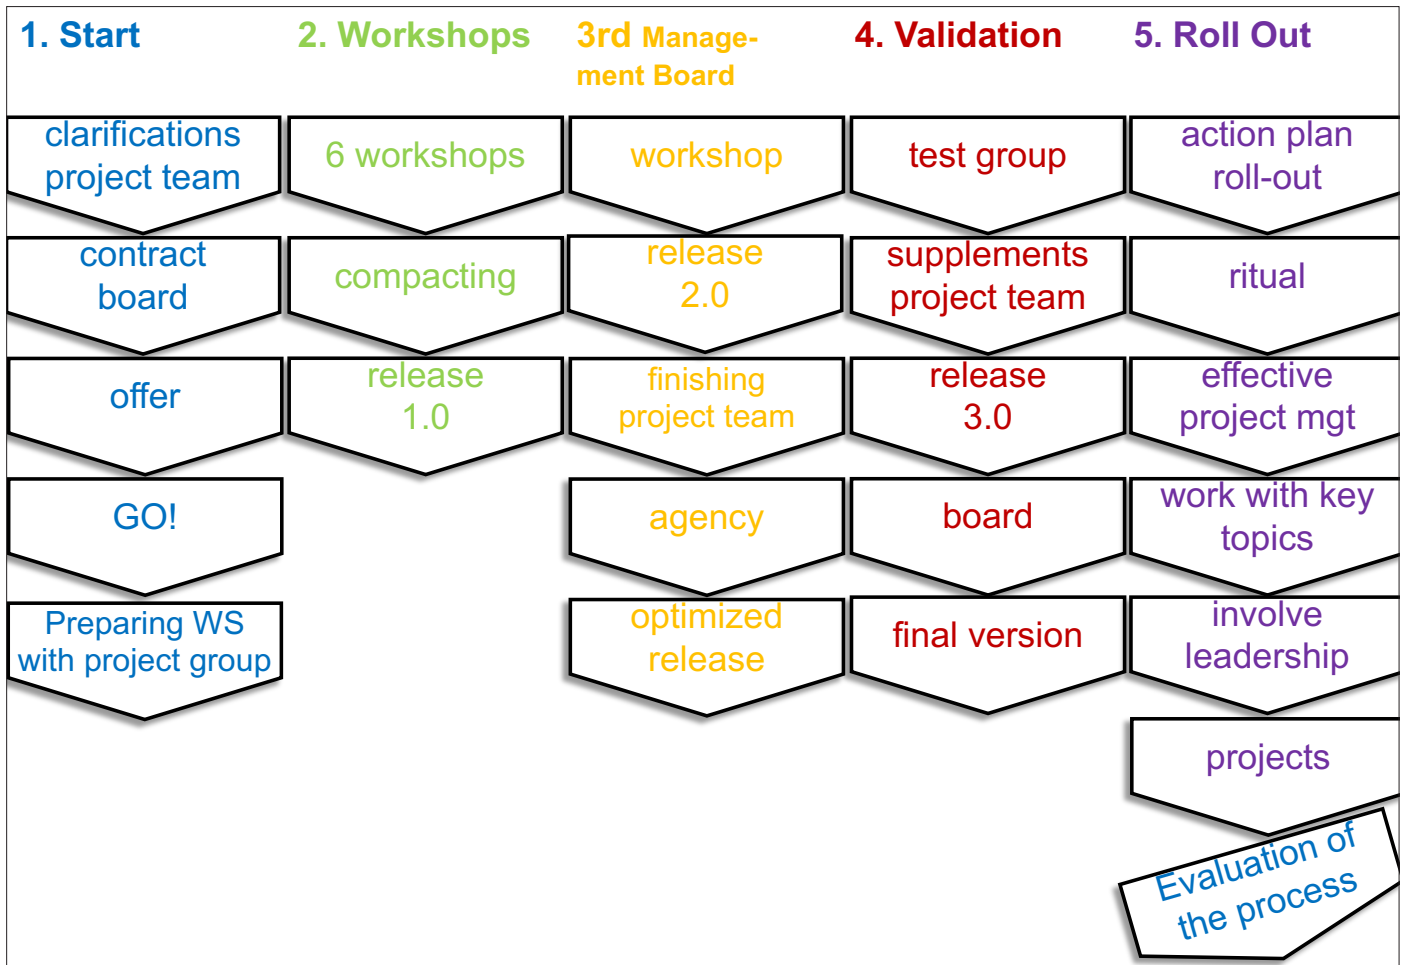 1. Start
2. Workshops
3rd Manage-
ment Board
4. Validation
5. Roll Out
clarifications
project team
contract
board
offer
GO!
Preparing WS
with project group
6 workshops
compacting
release
1.0
workshop
release
2.0
finishing
project team
agency
optimized
release
test group
supplements
project team
release
3.0
board
final version
action plan
roll-out
ritual
effective
project mgt
work with key
topics
involve
leadership
projects
Evaluation of
the process